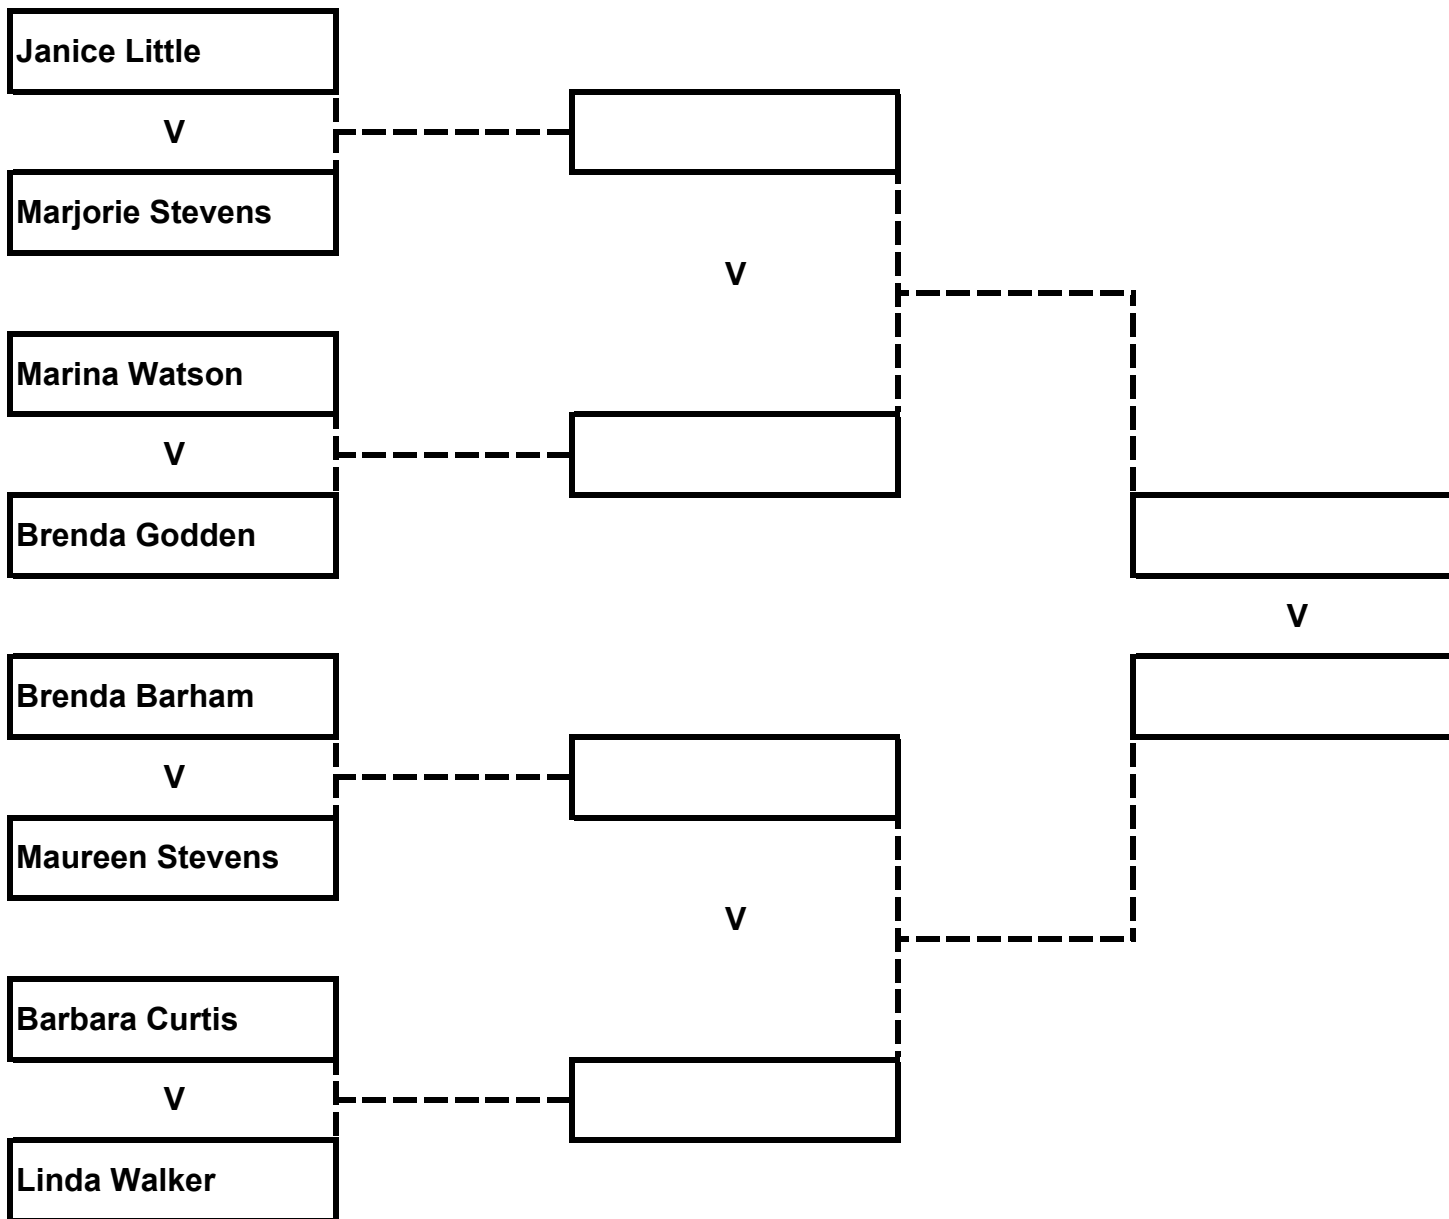 Janice Little
V
Marjorie Stevens
V
Marina Watson
V
Brenda Godden
V
Brenda Barham
V
Maureen Stevens
V
Barbara Curtis
V
Linda Walker